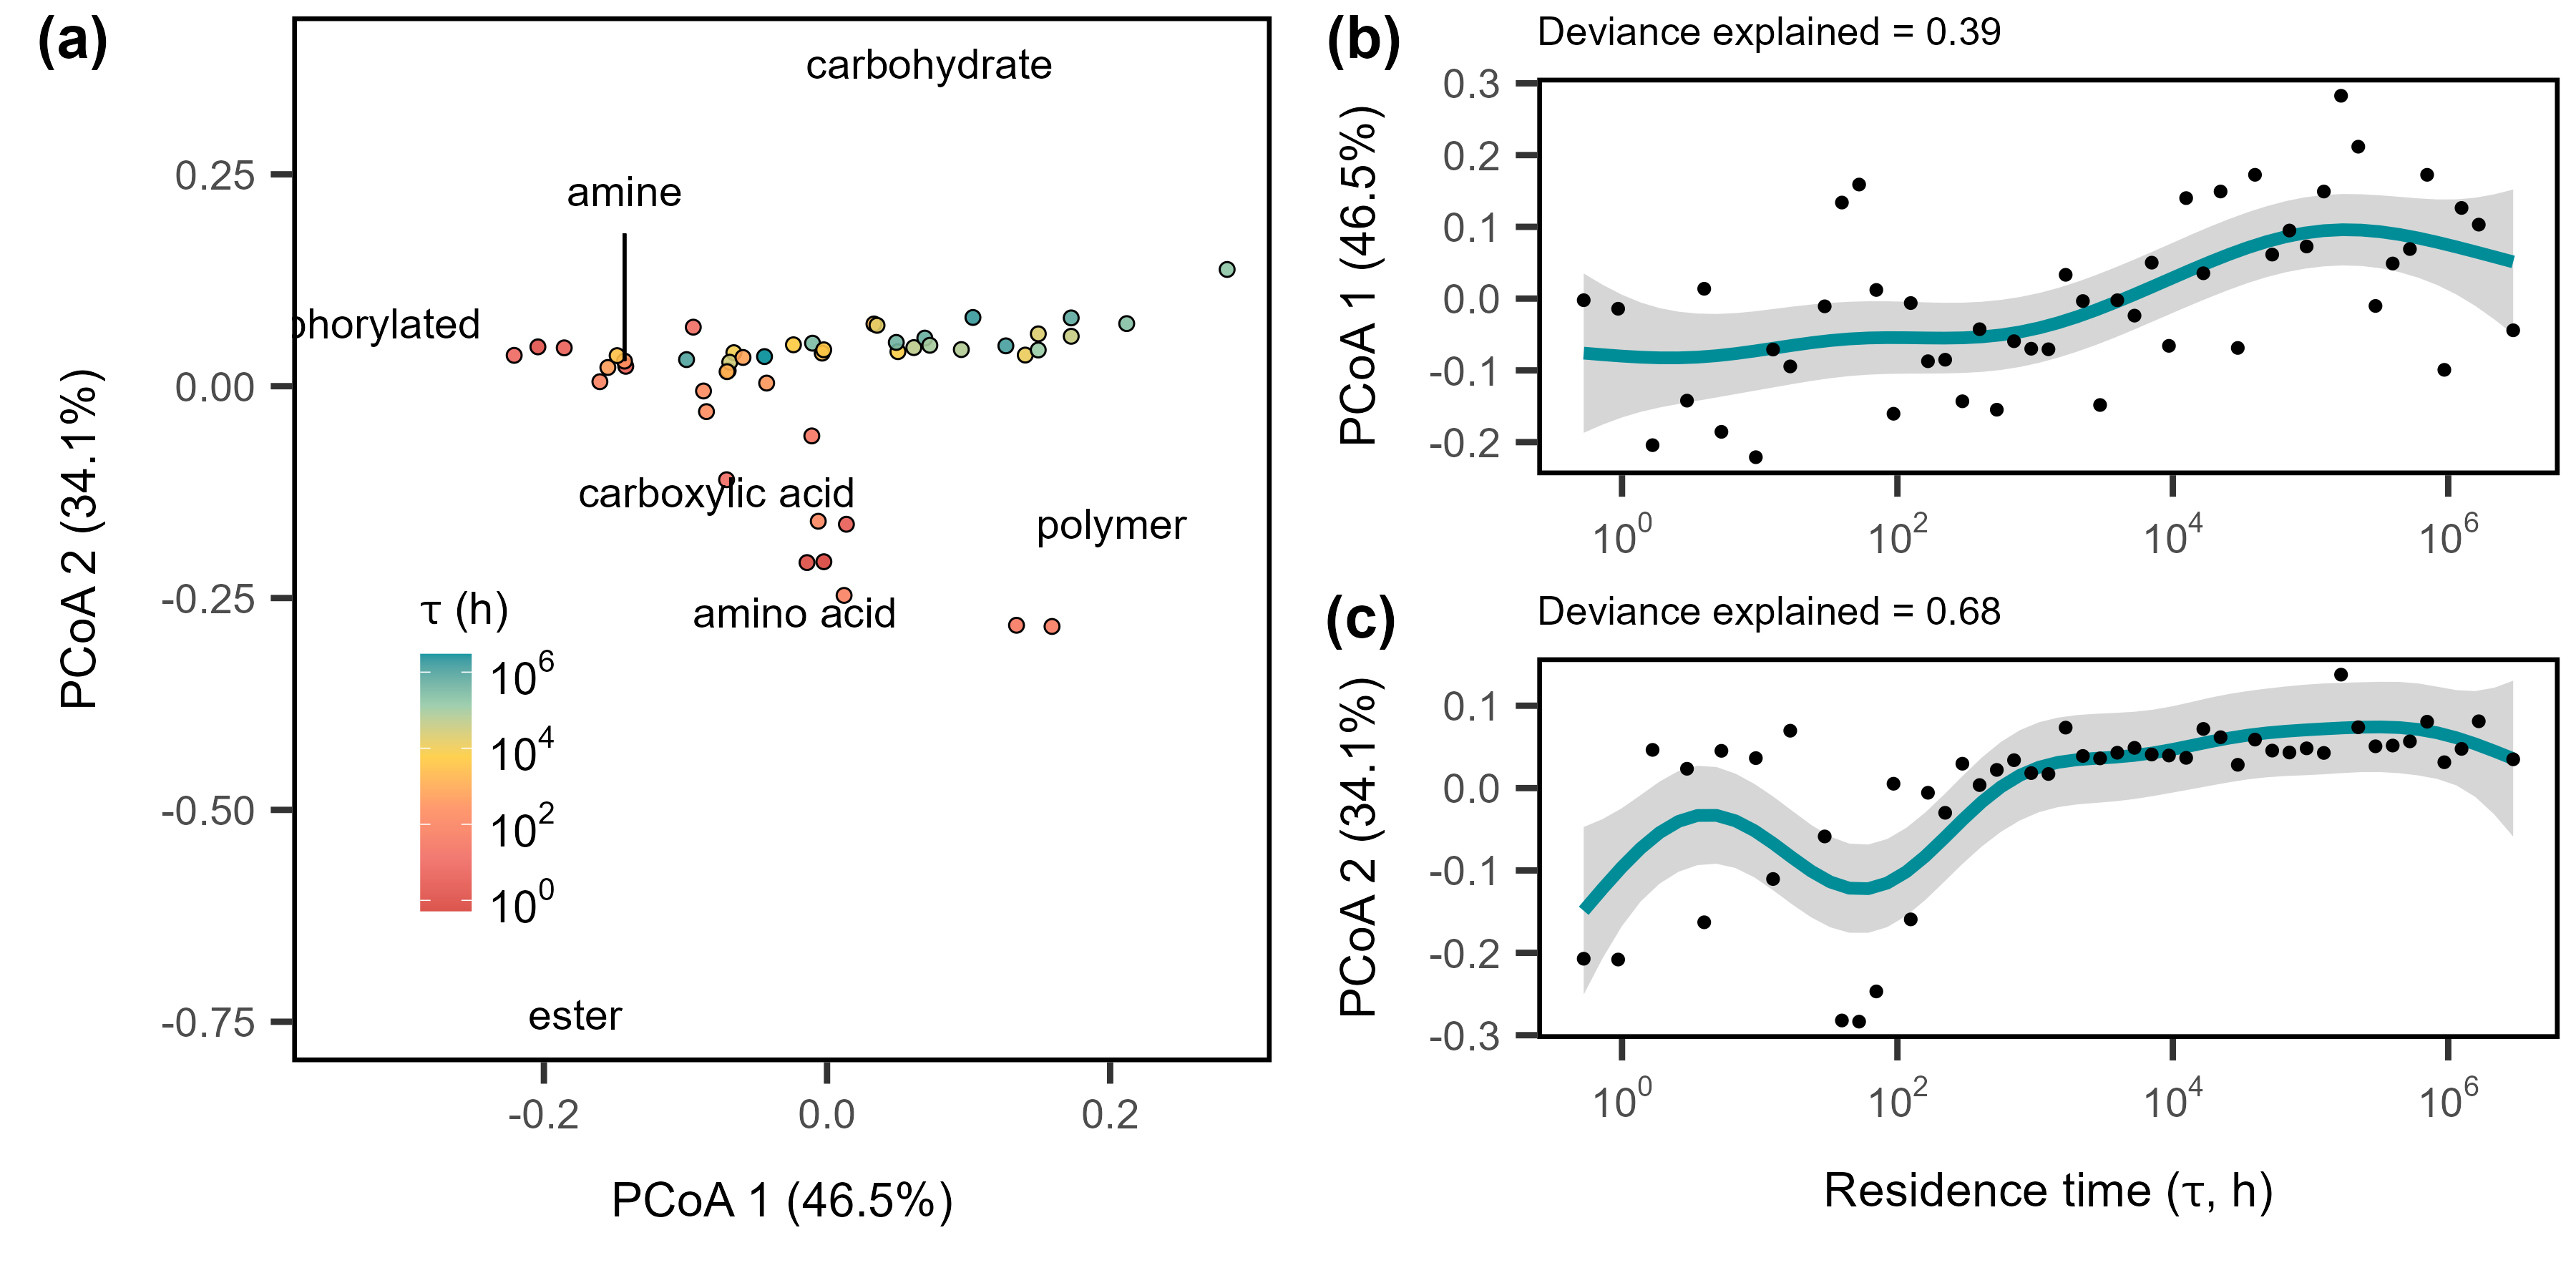 (a)
carbohydrate
0.25
amine
phorylated
0.00
carboxylic acid
polymer
-0.25
amino acid
τ (h)
10^6
10^4
10^2
10^0
-0.50
-0.75
ester
PCoA 2 (34.1%)
-0.2 0.0 0.2
PCoA 1 (46.5%)
(b)
Deviance explained = 0.39
0.3
0.2
0.1
0.0
-0.1
-0.2
PCoA 1 (46.5%)
10^0 10^2 10^4 10^6
(c)
Deviance explained = 0.68
0.1
0.0
-0.1
-0.2
-0.3
PCoA 2 (34.1%)
10^0 10^2 10^4 10^6
Residence time (τ, h)